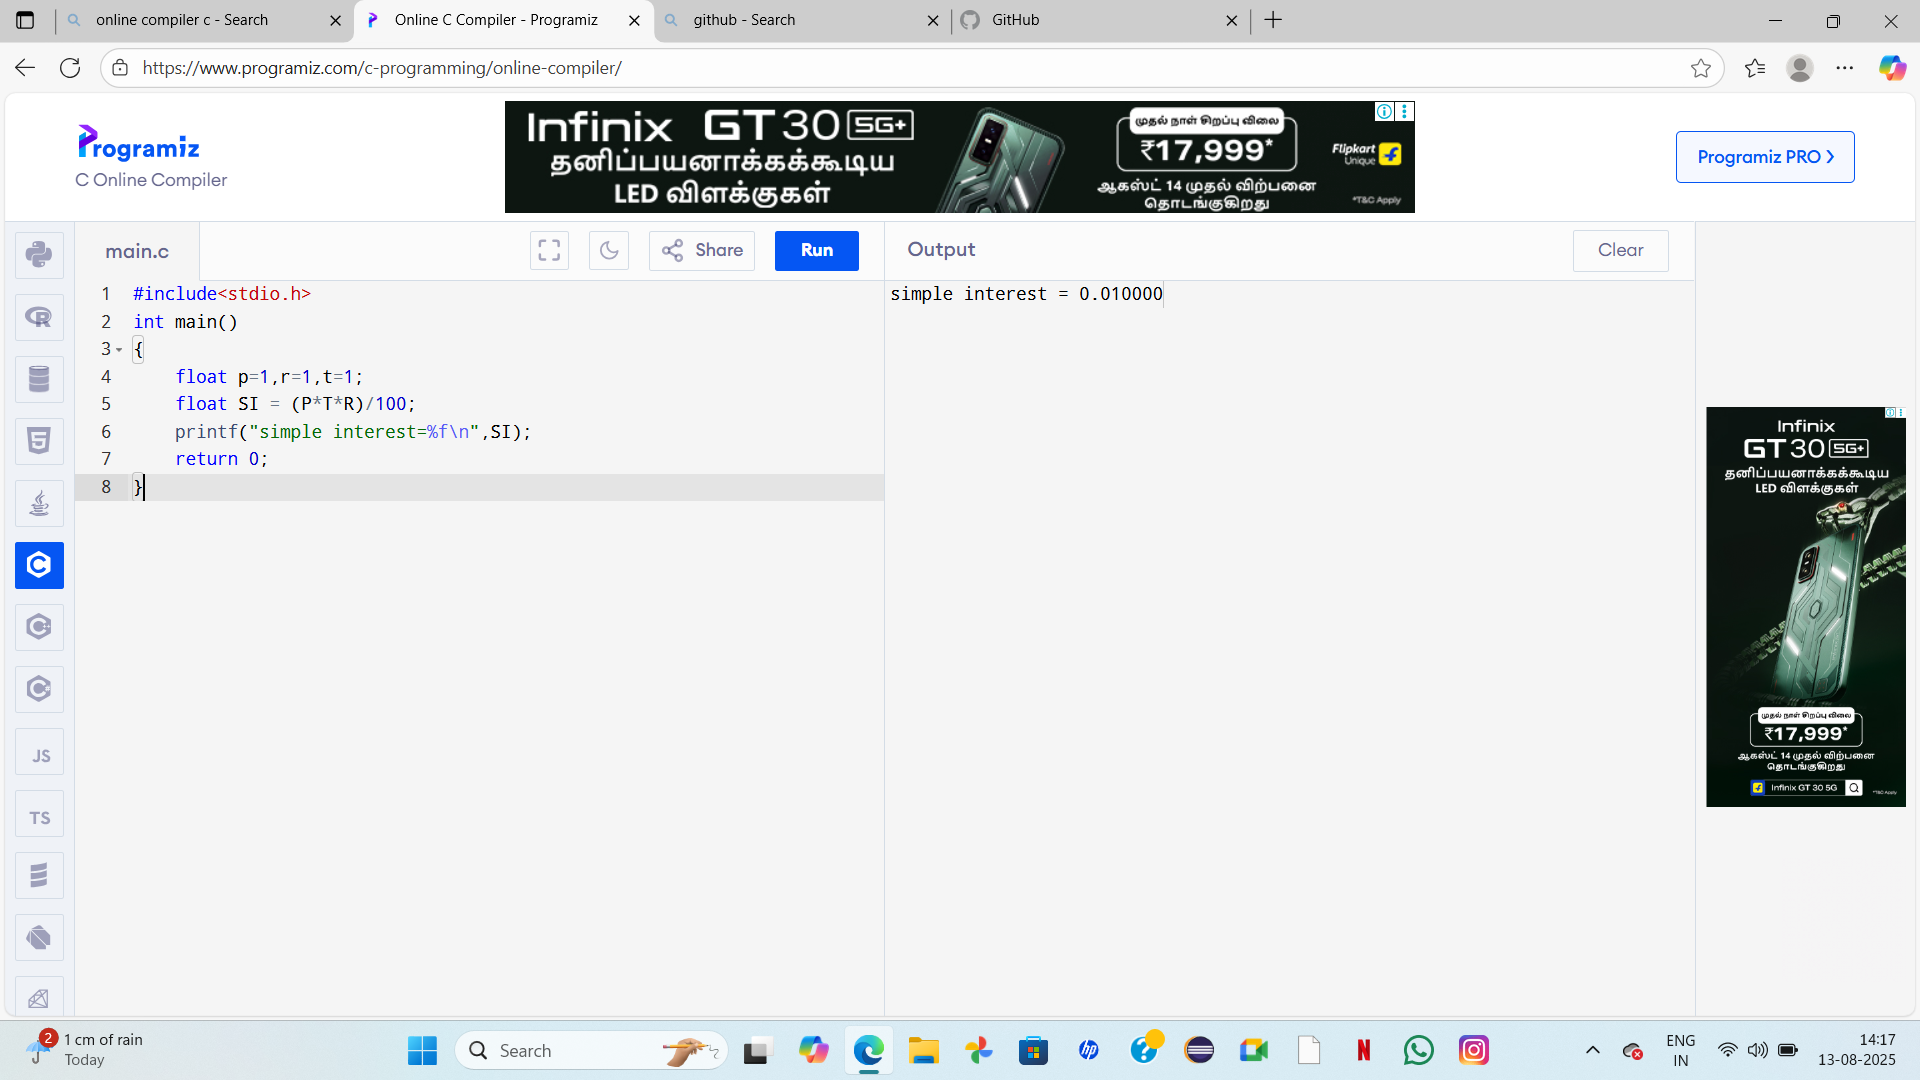 online compiler c - Search
Online C Compiler - Programiz
github - Search
GitHub
https://www.programiz.com/c-programming/online-compiler/
Programiz
C Online Compiler
Infinix GT 30 5G+
தனிப்பயனாக்கக்கூடிய
LED விளக்குகள்
முதல் நாள் சிறப்பு விலை
₹17,999*
ஆகஸ்ட் 14 முதல் விற்பனை
தொடங்குகிறது
Flipkart
Unique
*T&C Apply
Programiz PRO
main.c
Share
Run
Output
Clear
1 #include<stdio.h>
2 int main()
3 {
4 float p=1,r=1,t=1;
5 float SI = (P*T*R)/100;
6 printf("simple interest=%f\n",SI);
7 return 0;
8 }
simple interest = 0.010000
JS
TS
Infinix
GT 30 5G+
தனிப்பயனாக்கக்கூடிய
LED விளக்குகள்
முதல் நாள் சிறப்பு விலை
₹17,999*
ஆகஸ்ட் 14 முதல் விற்பனை
தொடங்குகிறது
Infinix GT 30 5G
*T&C Apply
2
1 cm of rain
Today
Search
hp
N
ENG
IN
14:17
13-08-2025